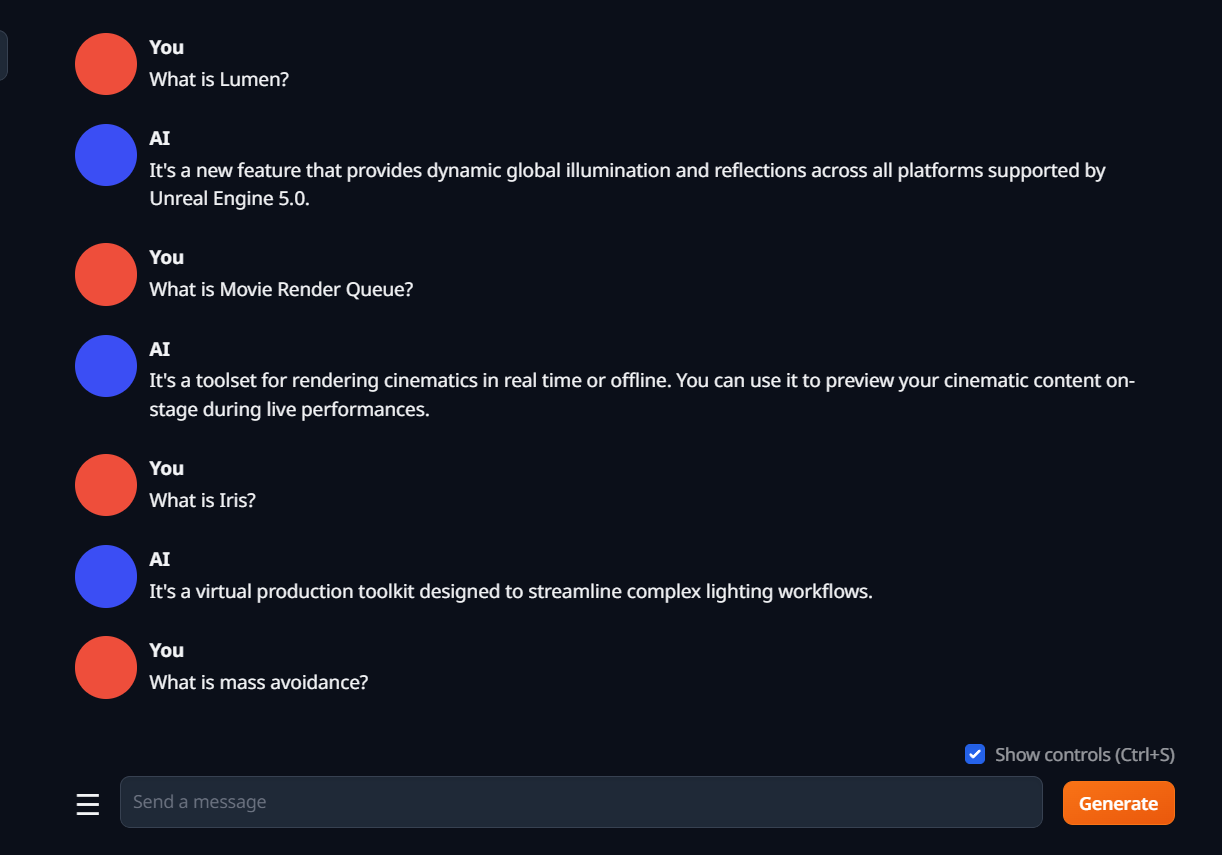 You
What is Lumen?
AI
It's a new feature that provides dynamic global illumination and reflections across all platforms supported by
Unreal Engine 5.0.
You
What is Movie Render Queue?
AI
It's a toolset for rendering cinematics in real time or offline. You can use it to preview your cinematic content on-
stage during live performances.
You
What is Iris?
AI
It's a virtual production toolkit designed to streamline complex lighting workflows.
You
What is mass avoidance?
Show controls (Ctrl+S)
Send a message
Generate